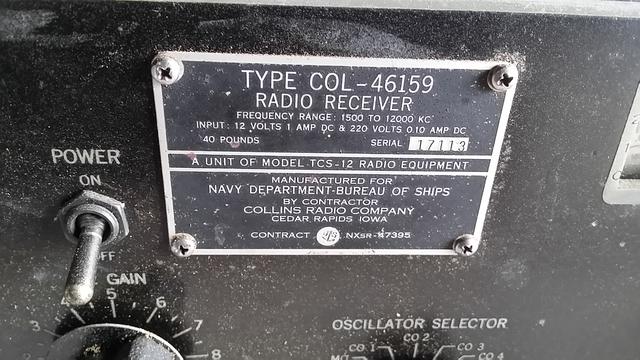 TYPE COL-46159
RADIO RECEIVER
FREQUENCY RANGE: 1500 TO 12000 KC
INPUT: 12 VOLTS 1 AMP DC & 220 VOLTS 0.10 AMP DC
40 POUNDS SERIAL 17113
A UNIT OF MODEL TCS-12 RADIO EQUIPMENT
MANUFACTURED FOR
NAVY DEPARTMENT-BUREAU OF SHIPS
BY CONTRACTOR
COLLINS RADIO COMPANY
CEDAR RAPIDS IOWA
CONTRACT NXSR-47395
POWER
ON
OFF
GAIN
3 4 5 6 7 8
OSCILLATOR SELECTOR
CO 2
CO 1 CO 3
MO CO 4